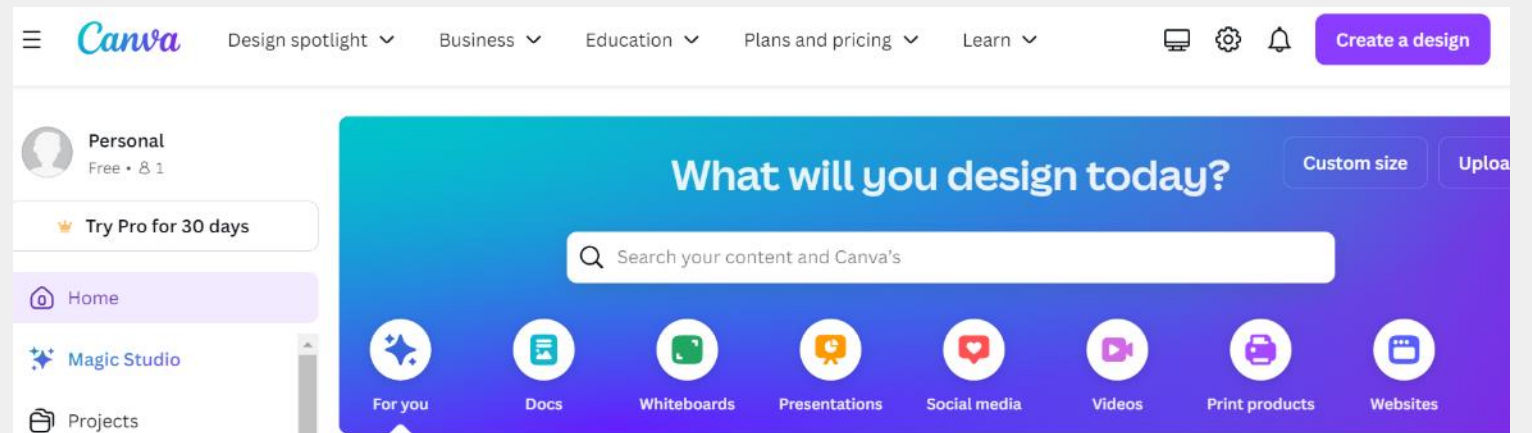 Canva Design spotlight Business Education Plans and pricing Learn Create a design
Personal
Free • 1
Try Pro for 30 days
Home
Magic Studio
Projects
What will you design today?
Custom size Uploa
Search your content and Canva's
For you Docs Whiteboards Presentations Social media Videos Print products Websites